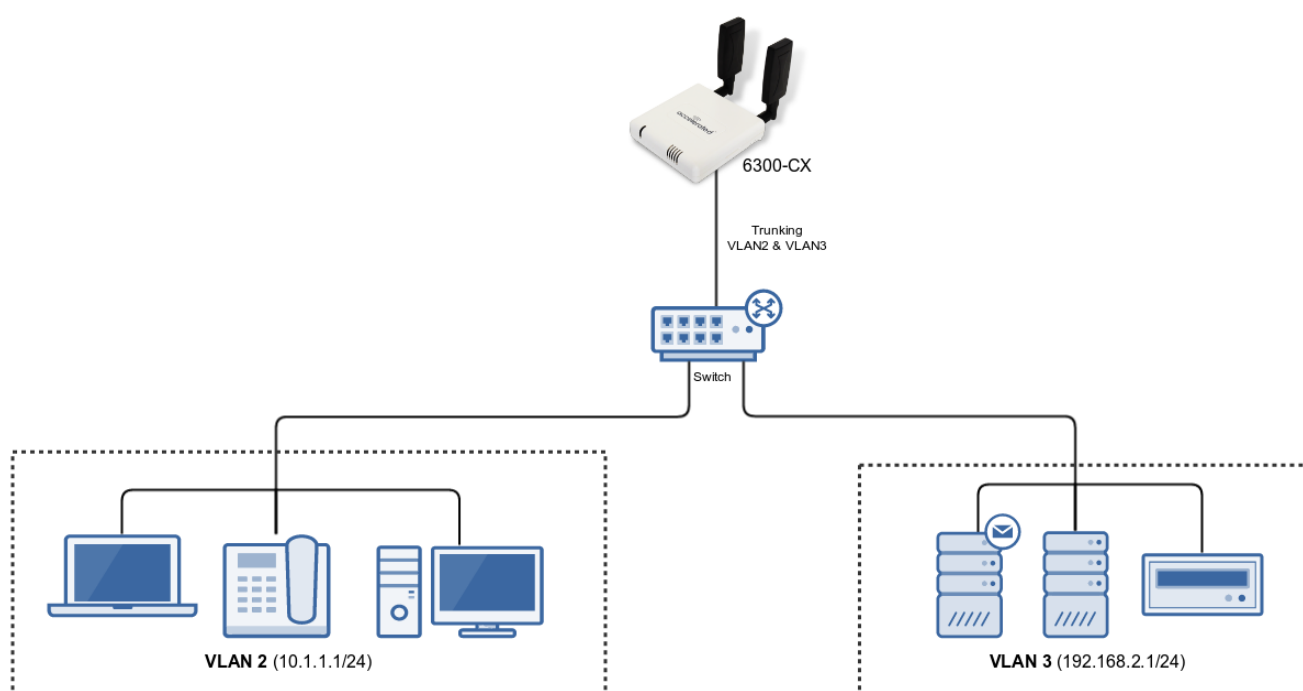 accelerated
6300-CX
Trunking
VLAN2 & VLAN3
Switch
VLAN 2 (10.1.1.1/24)
VLAN 3 (192.168.2.1/24)